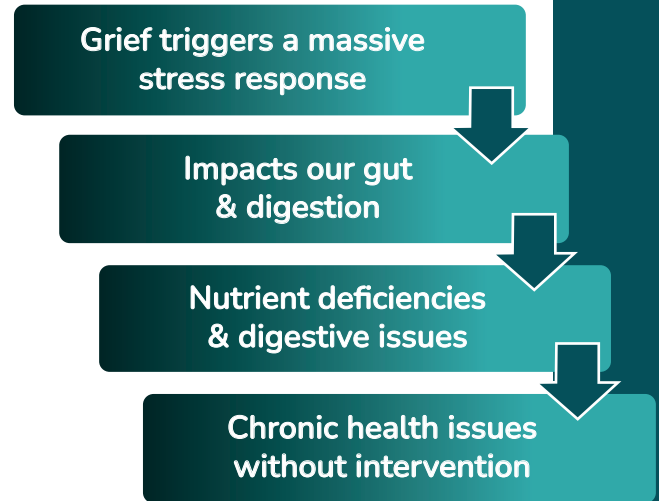 Grief triggers a massive
stress response
Impacts our gut
& digestion
Nutrient deficiencies
& digestive issues
Chronic health issues
without intervention